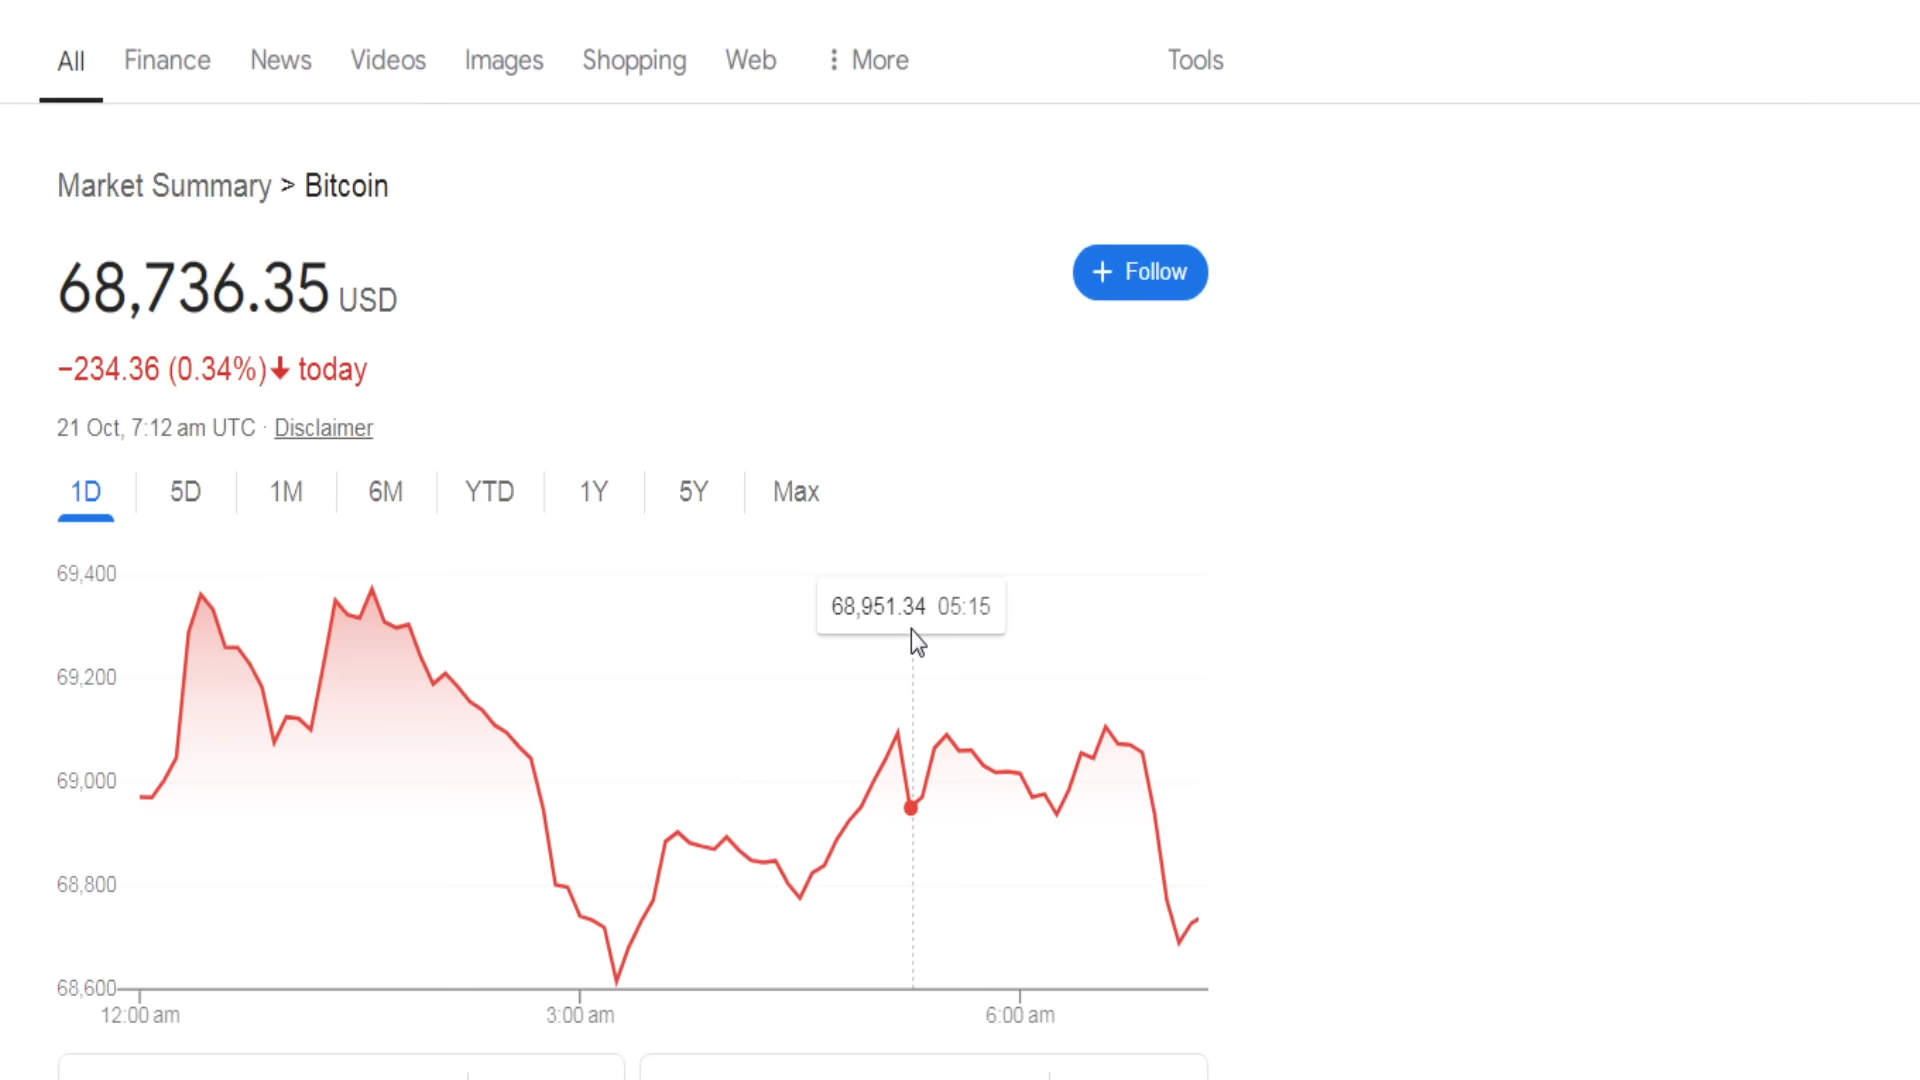 All Finance News Videos Images Shopping Web More Tools
Market Summary > Bitcoin
68,736.35 USD
+ Follow
−234.36 (0.34%) today
21 Oct, 7:12 am UTC · Disclaimer
1D 5D 1M 6M YTD 1Y 5Y Max
69,400
68,951.34 05:15
69,200
69,000
68,800
68,600
12:00 am 3:00 am 6:00 am